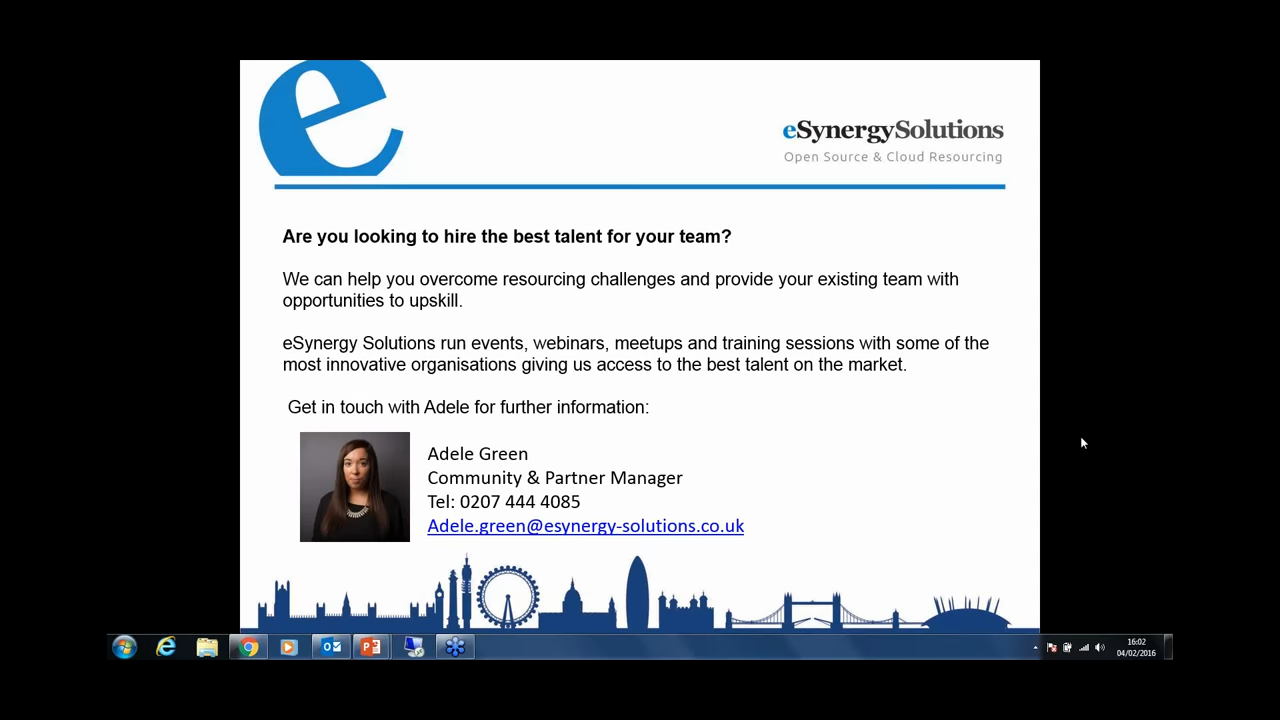 e
eSynergySolutions
Open Source & Cloud Resourcing
Are you looking to hire the best talent for your team?
We can help you overcome resourcing challenges and provide your existing team with
opportunities to upskill.
eSynergy Solutions run events, webinars, meetups and training sessions with some of the
most innovative organisations giving us access to the best talent on the market.
Get in touch with Adele for further information:
Adele Green
Community & Partner Manager
Tel: 0207 444 4085
Adele.green@esynergy-solutions.co.uk
16:02
04/02/2016